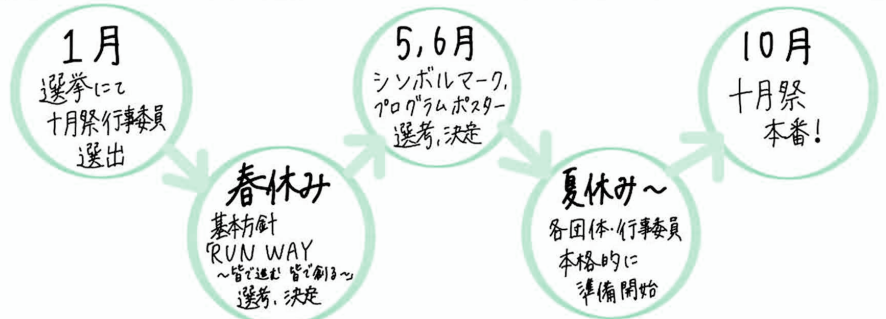 1月
選挙にて
十月祭行事委員
選出
春休み
基本方針
「RUN WAY
～皆で進む 皆で創る～」
選考、決定
5,6月
シンボルマーク,
プログラムポスター
選考、決定
夏休み～
各団体・行事委員
本格的に
準備開始
10月
十月祭
本番!